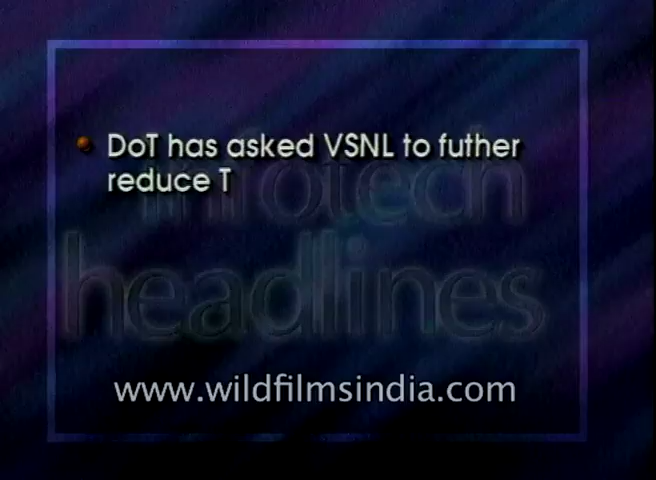 DoT has asked VSNL to futher
reduce T
infotech
headlines
www.wildfilmsindia.com